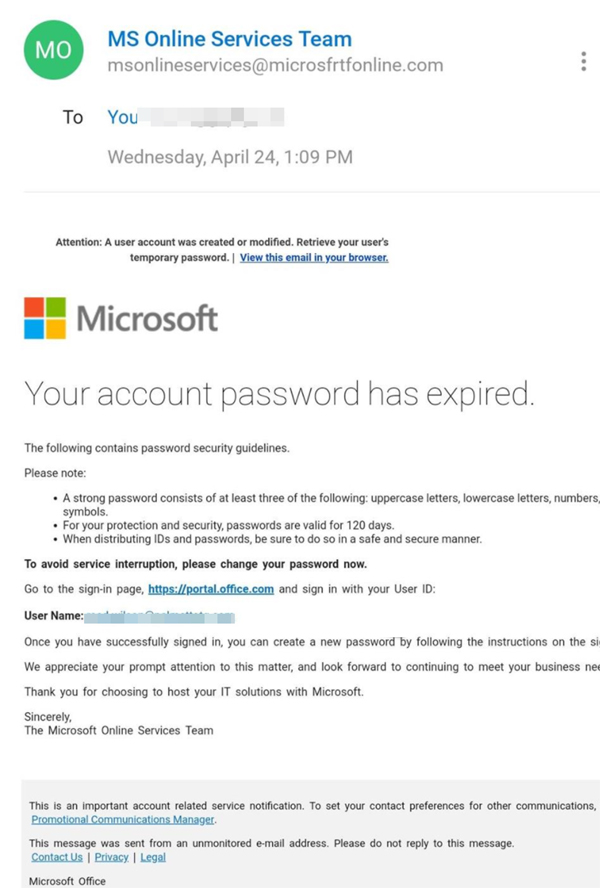 MO
MS Online Services Team
msonlineservices@microsfrtfonline.com
To You
Wednesday, April 24, 1:09 PM
Attention: A user account was created or modified. Retrieve your user's
temporary password. | View this email in your browser.
Microsoft
Your account password has expired.
The following contains password security guidelines.
Please note:
• A strong password consists of at least three of the following: uppercase letters, lowercase letters, numbers,
symbols.
• For your protection and security, passwords are valid for 120 days.
• When distributing IDs and passwords, be sure to do so in a safe and secure manner.
To avoid service interruption, please change your password now.
Go to the sign-in page, https://portal.office.com and sign in with your User ID:
User Name:
Once you have successfully signed in, you can create a new password by following the instructions on the si
We appreciate your prompt attention to this matter, and look forward to continuing to meet your business nee
Thank you for choosing to host your IT solutions with Microsoft.
Sincerely,
The Microsoft Online Services Team
This is an important account related service notification. To set your contact preferences for other communications,
Promotional Communications Manager.
This message was sent from an unmonitored e-mail address. Please do not reply to this message.
Contact Us | Privacy | Legal
Microsoft Office